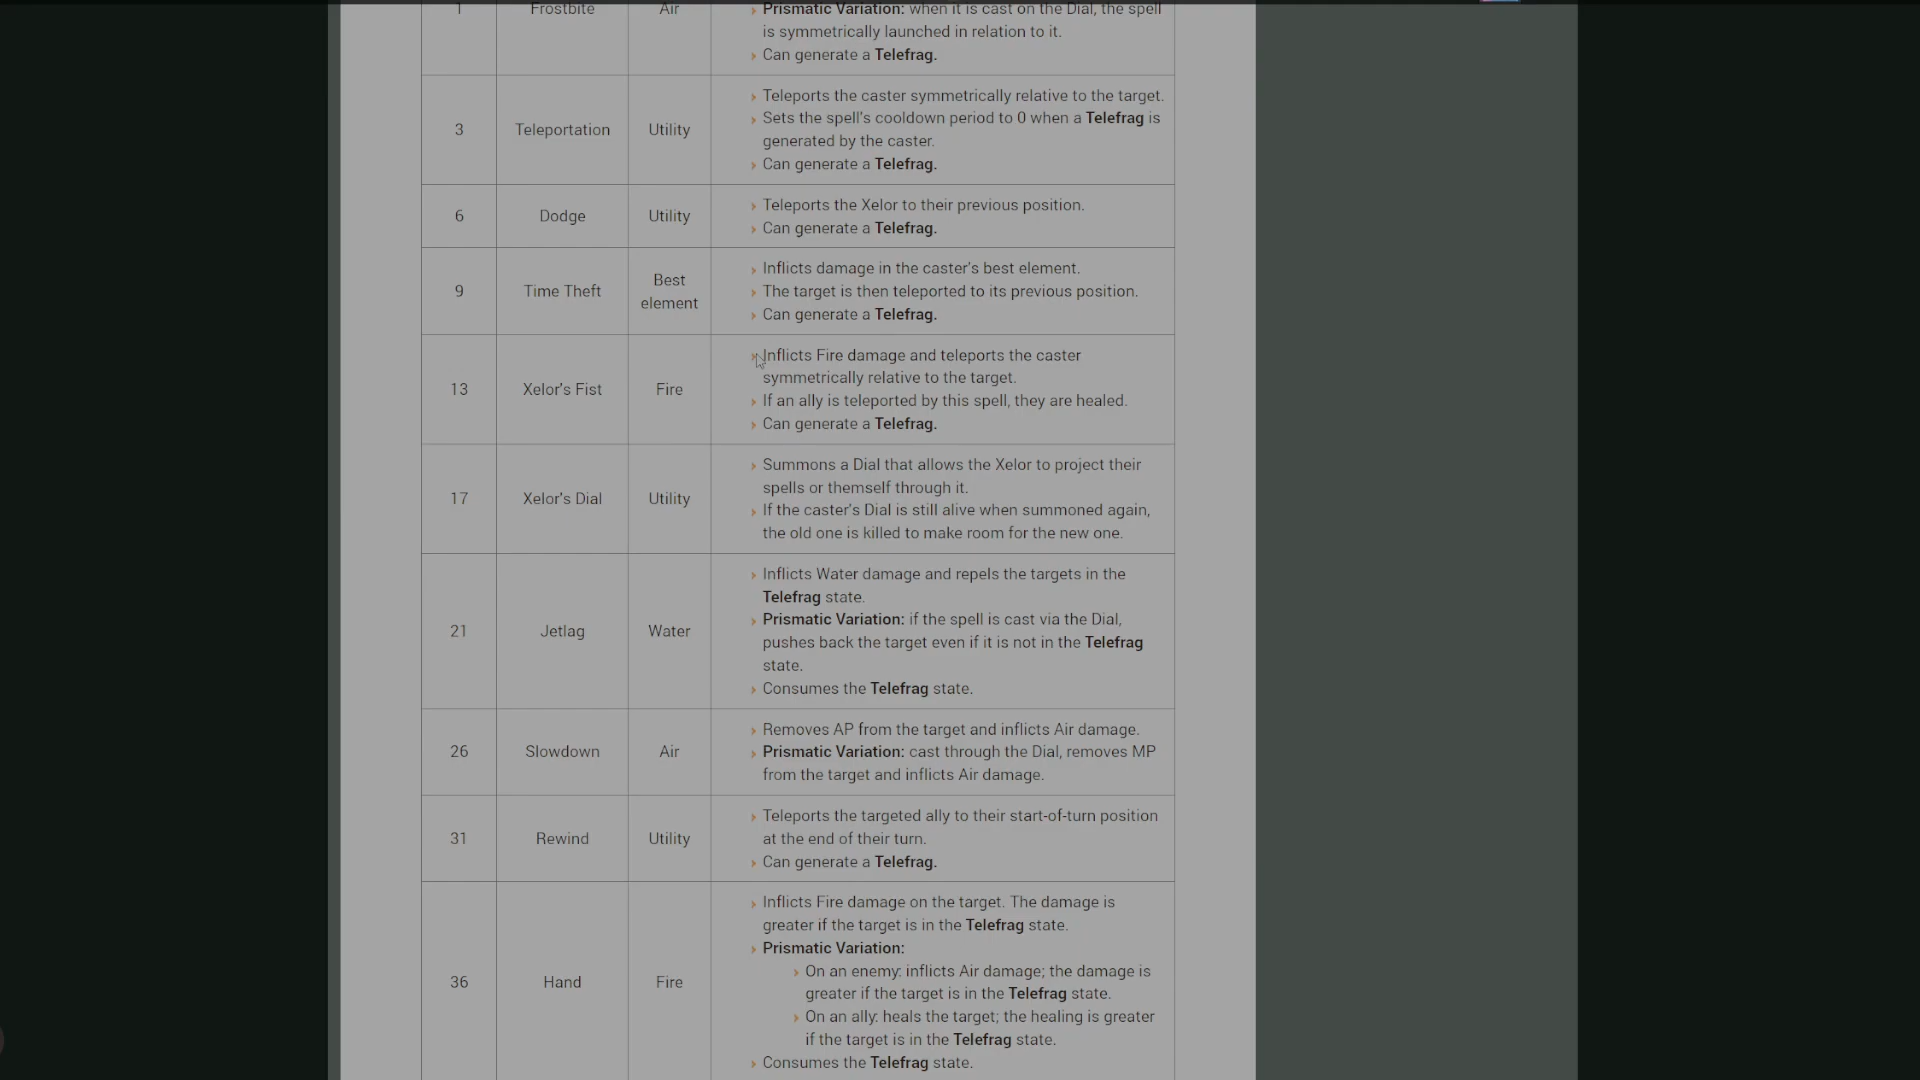 1
Frostbite
Air
Prismatic Variation: when it is cast on the Dial, the spell
is symmetrically launched in relation to it.
Can generate a Telefrag.
3
Teleportation
Utility
Teleports the caster symmetrically relative to the target.
Sets the spell's cooldown period to 0 when a Telefrag is
generated by the caster.
Can generate a Telefrag.
6
Dodge
Utility
Teleports the Xelor to their previous position.
Can generate a Telefrag.
9
Time Theft
Best
element
Inflicts damage in the caster's best element.
The target is then teleported to its previous position.
Can generate a Telefrag.
13
Xelor's Fist
Fire
Inflicts Fire damage and teleports the caster
symmetrically relative to the target.
If an ally is teleported by this spell, they are healed.
Can generate a Telefrag.
17
Xelor's Dial
Utility
Summons a Dial that allows the Xelor to project their
spells or themself through it.
If the caster's Dial is still alive when summoned again,
the old one is killed to make room for the new one.
21
Jetlag
Water
Inflicts Water damage and repels the targets in the
Telefrag state.
Prismatic Variation: if the spell is cast via the Dial,
pushes back the target even if it is not in the Telefrag
state.
Consumes the Telefrag state.
26
Slowdown
Air
Removes AP from the target and inflicts Air damage.
Prismatic Variation: cast through the Dial, removes MP
from the target and inflicts Air damage.
31
Rewind
Utility
Teleports the targeted ally to their start-of-turn position
at the end of their turn.
Can generate a Telefrag.
36
Hand
Fire
Inflicts Fire damage on the target. The damage is
greater if the target is in the Telefrag state.
Prismatic Variation:
On an enemy: inflicts Air damage; the damage is
greater if the target is in the Telefrag state.
On an ally: heals the target; the healing is greater
if the target is in the Telefrag state.
Consumes the Telefrag state.